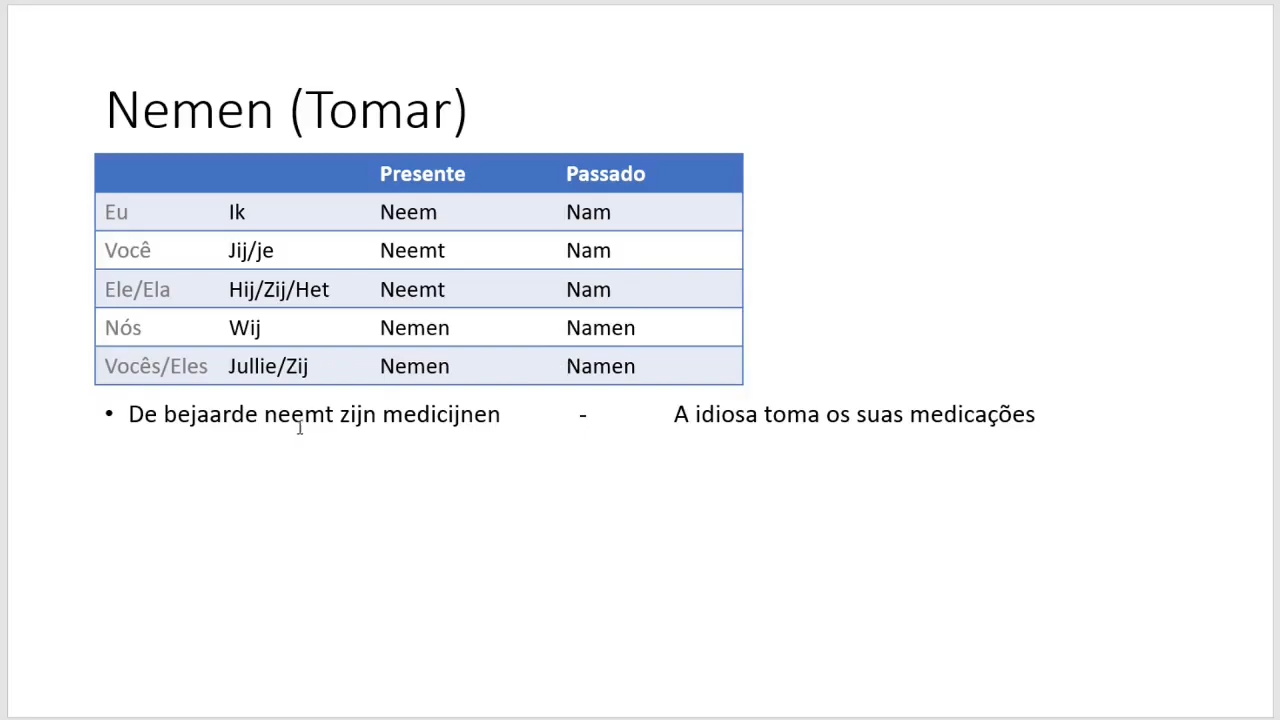 Nemen (Tomar)
Presente Passado
Eu Ik Neem Nam
Você Jij/je Neemt Nam
Ele/Ela Hij/Zij/Het Neemt Nam
Nós Wij Nemen Namen
Vocês/Eles Jullie/Zij Nemen Namen
• De bejaarde neemt zijn medicijnen - A idiosa toma os suas medicações